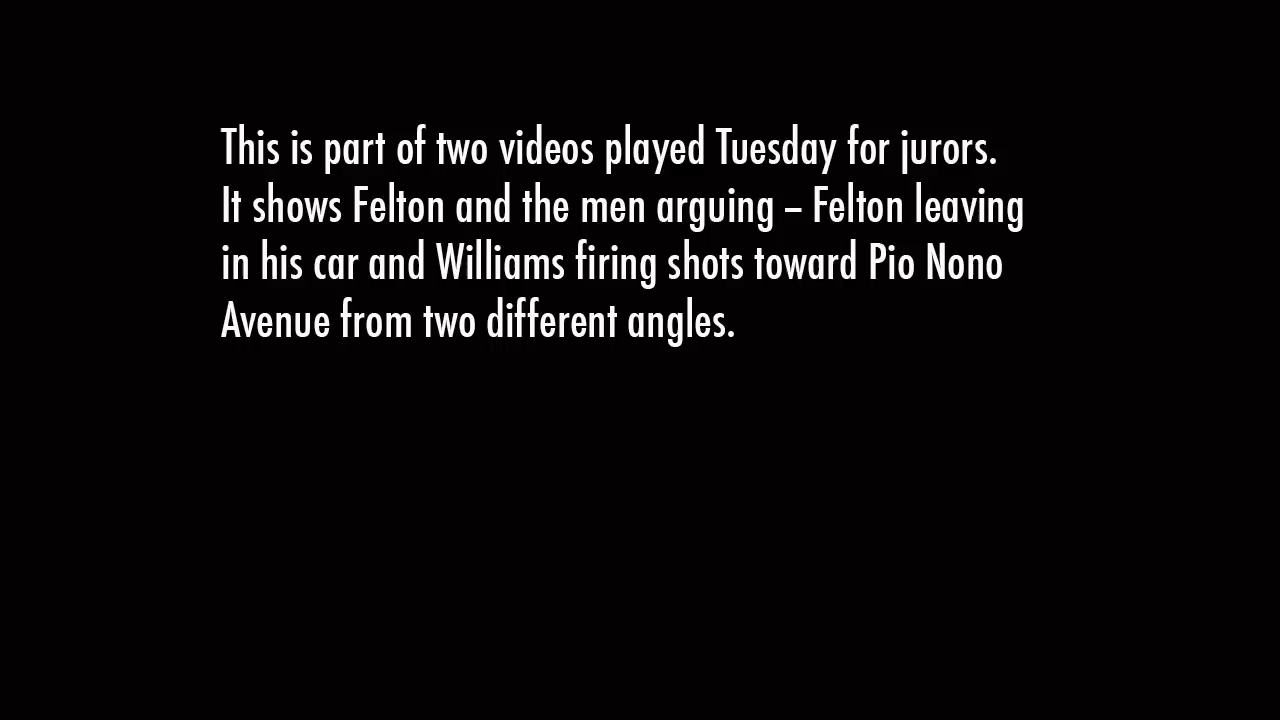 This is part of two videos played Tuesday for jurors.
It shows Felton and the men arguing – Felton leaving
in his car and Williams firing shots toward Pio Nono
Avenue from two different angles.